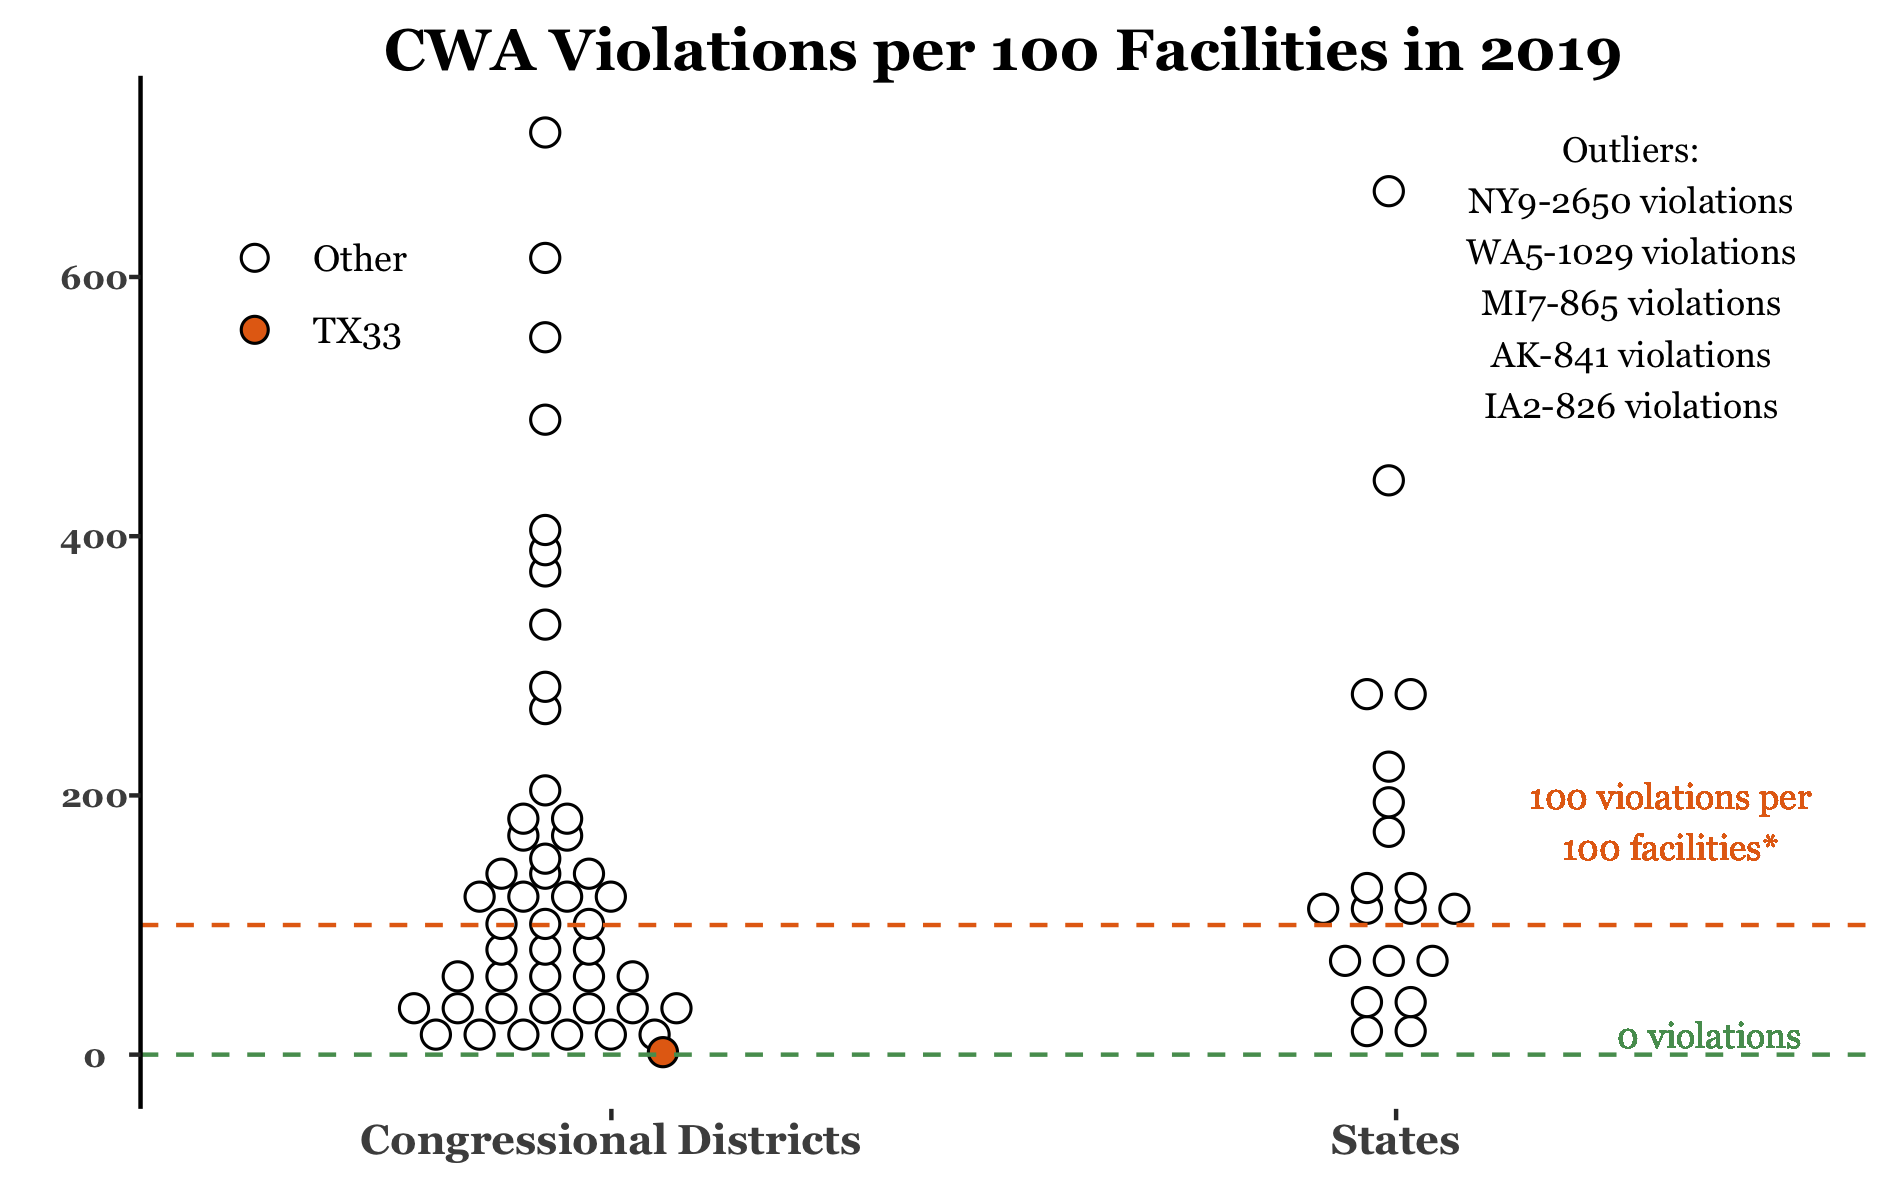 CWA Violations per 100 Facilities in 2019
Outliers:
NY9-2650 violations
WA5-1029 violations
MI7-865 violations
AK-841 violations
IA2-826 violations
Other
TX33
600
400
200
0
100 violations per
100 facilities*
0 violations
Congressional Districts
States